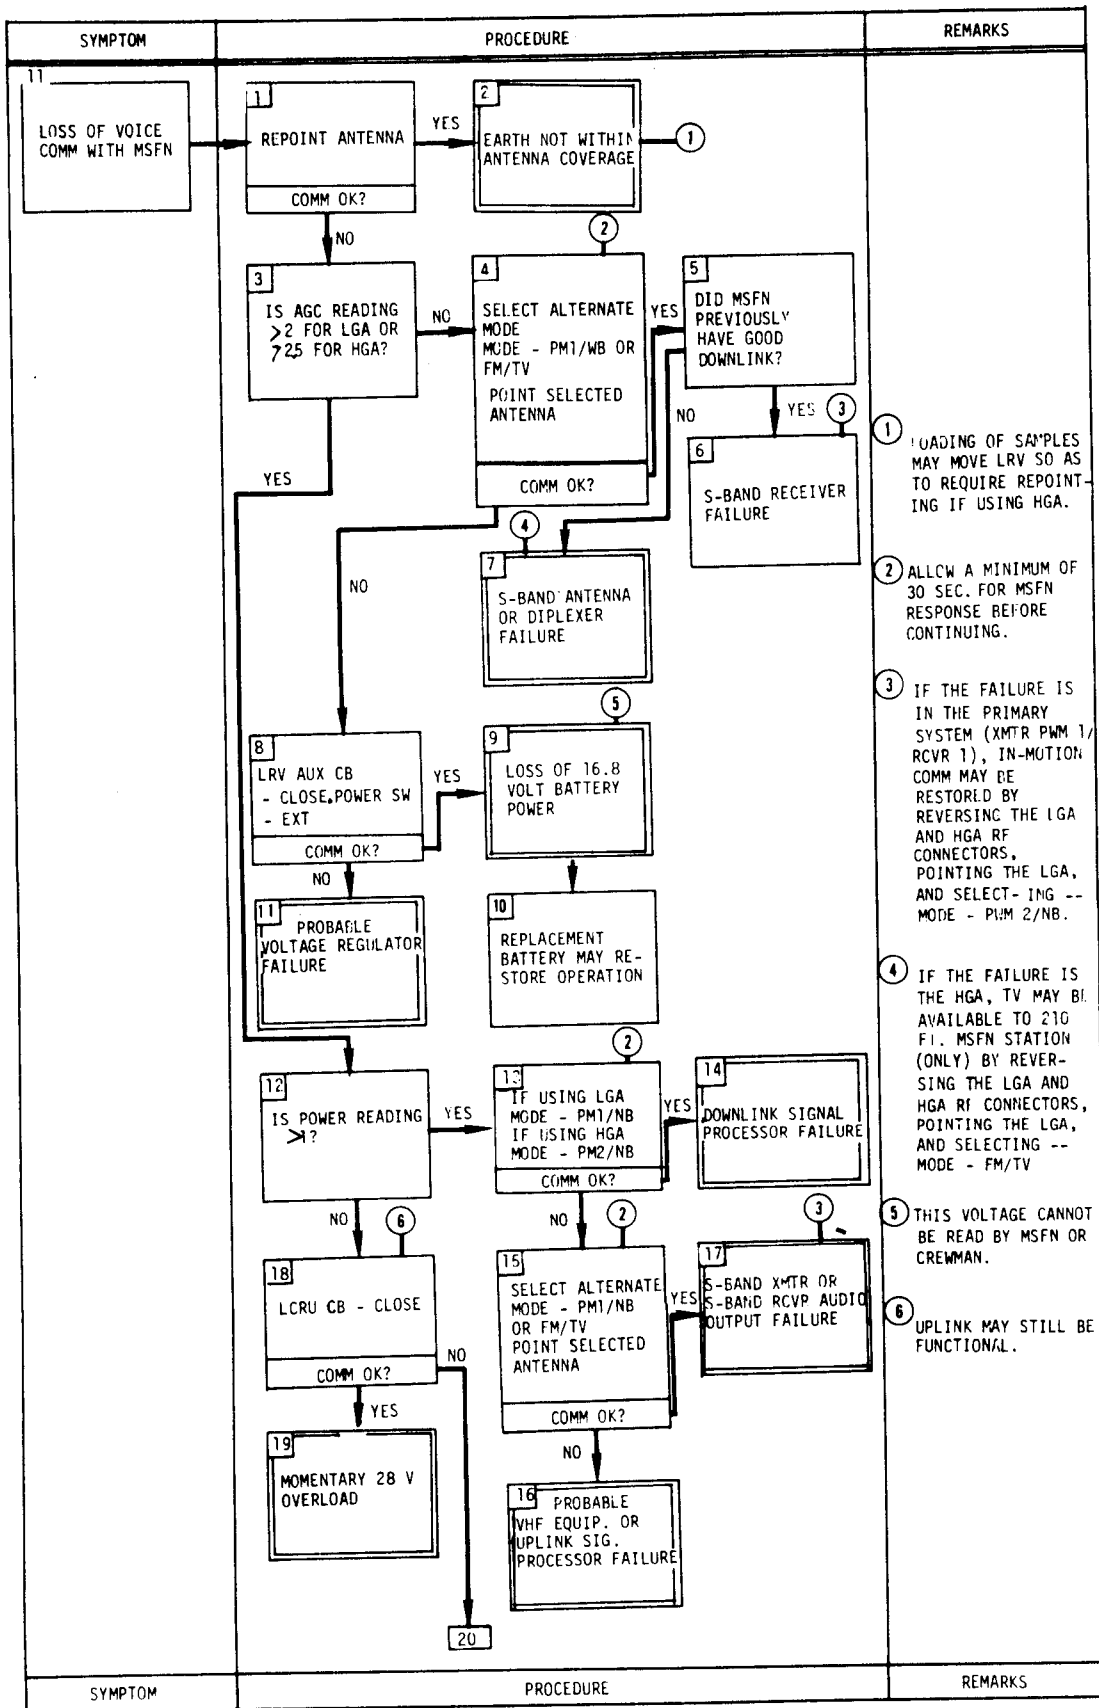 SYMPTOM
PROCEDURE
REMARKS
11
LOSS OF VOICE
COMM WITH MSFN
1
REPOINT ANTENNA
COMM OK?
YES
NO
2
EARTH NOT WITHIN
ANTENNA COVERAGE
1
3
IS AGC READING
>2 FOR LGA OR
>2.5 FOR HGA?
NO
YES
2
4
SELECT ALTERNATE
MODE
MODE - PM1/WB OR
FM/TV
POINT SELECTED
ANTENNA
COMM OK?
YES
NO
5
DID MSFN
PREVIOUSLY
HAVE GOOD
DOWNLINK?
NO
YES
3
6
S-BAND RECEIVER
FAILURE
4
7
S-BAND ANTENNA
OR DIPLEXER
FAILURE
8
LRV AUX CB
- CLOSE, POWER SW
- EXT
COMM OK?
YES
NO
5
9
LOSS OF 16.8
VOLT BATTERY
POWER
10
REPLACEMENT
BATTERY MAY RE-
STORE OPERATION
11
PROBABLE
VOLTAGE REGULATOR
FAILURE
12
IS POWER READING
>1?
YES
NO
2
13
IF USING LGA
MODE - PM1/NB
IF USING HGA
MODE - PM2/NB
COMM OK?
YES
NO
14
DOWNLINK SIGNAL
PROCESSOR FAILURE
2
15
SELECT ALTERNATE
MODE - PM1/NB
OR FM/TV
POINT SELECTED
ANTENNA
COMM OK?
YES
NO
3
17
S-BAND XMTR OR
S-BAND RCVR AUDIO
OUTPUT FAILURE
16
PROBABLE
VHF EQUIP. OR
UPLINK SIG.
PROCESSOR FAILURE
6
18
LCRU CB - CLOSE
COMM OK?
NO
YES
19
MOMENTARY 28 V
OVERLOAD
20
1
LOADING OF SAMPLES
MAY MOVE LRV SO AS
TO REQUIRE REPOINT-
ING IF USING HGA.
2
ALLOW A MINIMUM OF
30 SEC. FOR MSFN
RESPONSE BEFORE
CONTINUING.
3
IF THE FAILURE IS
IN THE PRIMARY
SYSTEM (XMTR PWM 1/
RCVR 1), IN-MOTION
COMM MAY BE
RESTORED BY
REVERSING THE LGA
AND HGA RF
CONNECTORS,
POINTING THE LGA,
AND SELECT- ING --
MODE - PWM 2/NB.
4
IF THE FAILURE IS
THE HGA, TV MAY BE
AVAILABLE TO 210
FT. MSFN STATION
(ONLY) BY REVER-
SING THE LGA AND
HGA RF CONNECTORS,
POINTING THE LGA,
AND SELECTING --
MODE - FM/TV
5
THIS VOLTAGE CANNOT
BE READ BY MSFN OR
CREWMAN.
6
UPLINK MAY STILL BE
FUNCTIONAL.
SYMPTOM
PROCEDURE
REMARKS